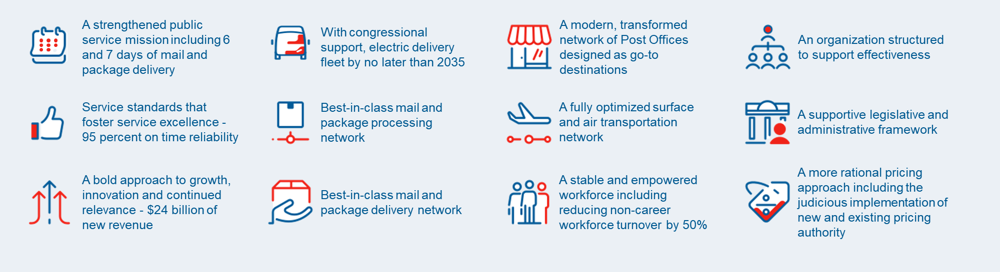 A strengthened public
service mission including 6
and 7 days of mail and
package delivery
With congressional
support, electric delivery
fleet by no later than 2035
A modern, transformed
network of Post Offices
designed as go-to
destinations
An organization structured
to support effectiveness
Service standards that
foster service excellence -
95 percent on time reliability
Best-in-class mail and
package processing
network
A fully optimized surface
and air transportation
network
A supportive legislative and
administrative framework
A bold approach to growth,
innovation and continued
relevance - $24 billion of
new revenue
Best-in-class mail and
package delivery network
A stable and empowered
workforce including
reducing non-career
workforce turnover by 50%
A more rational pricing
approach including the
judicious implementation of
new and existing pricing
authority